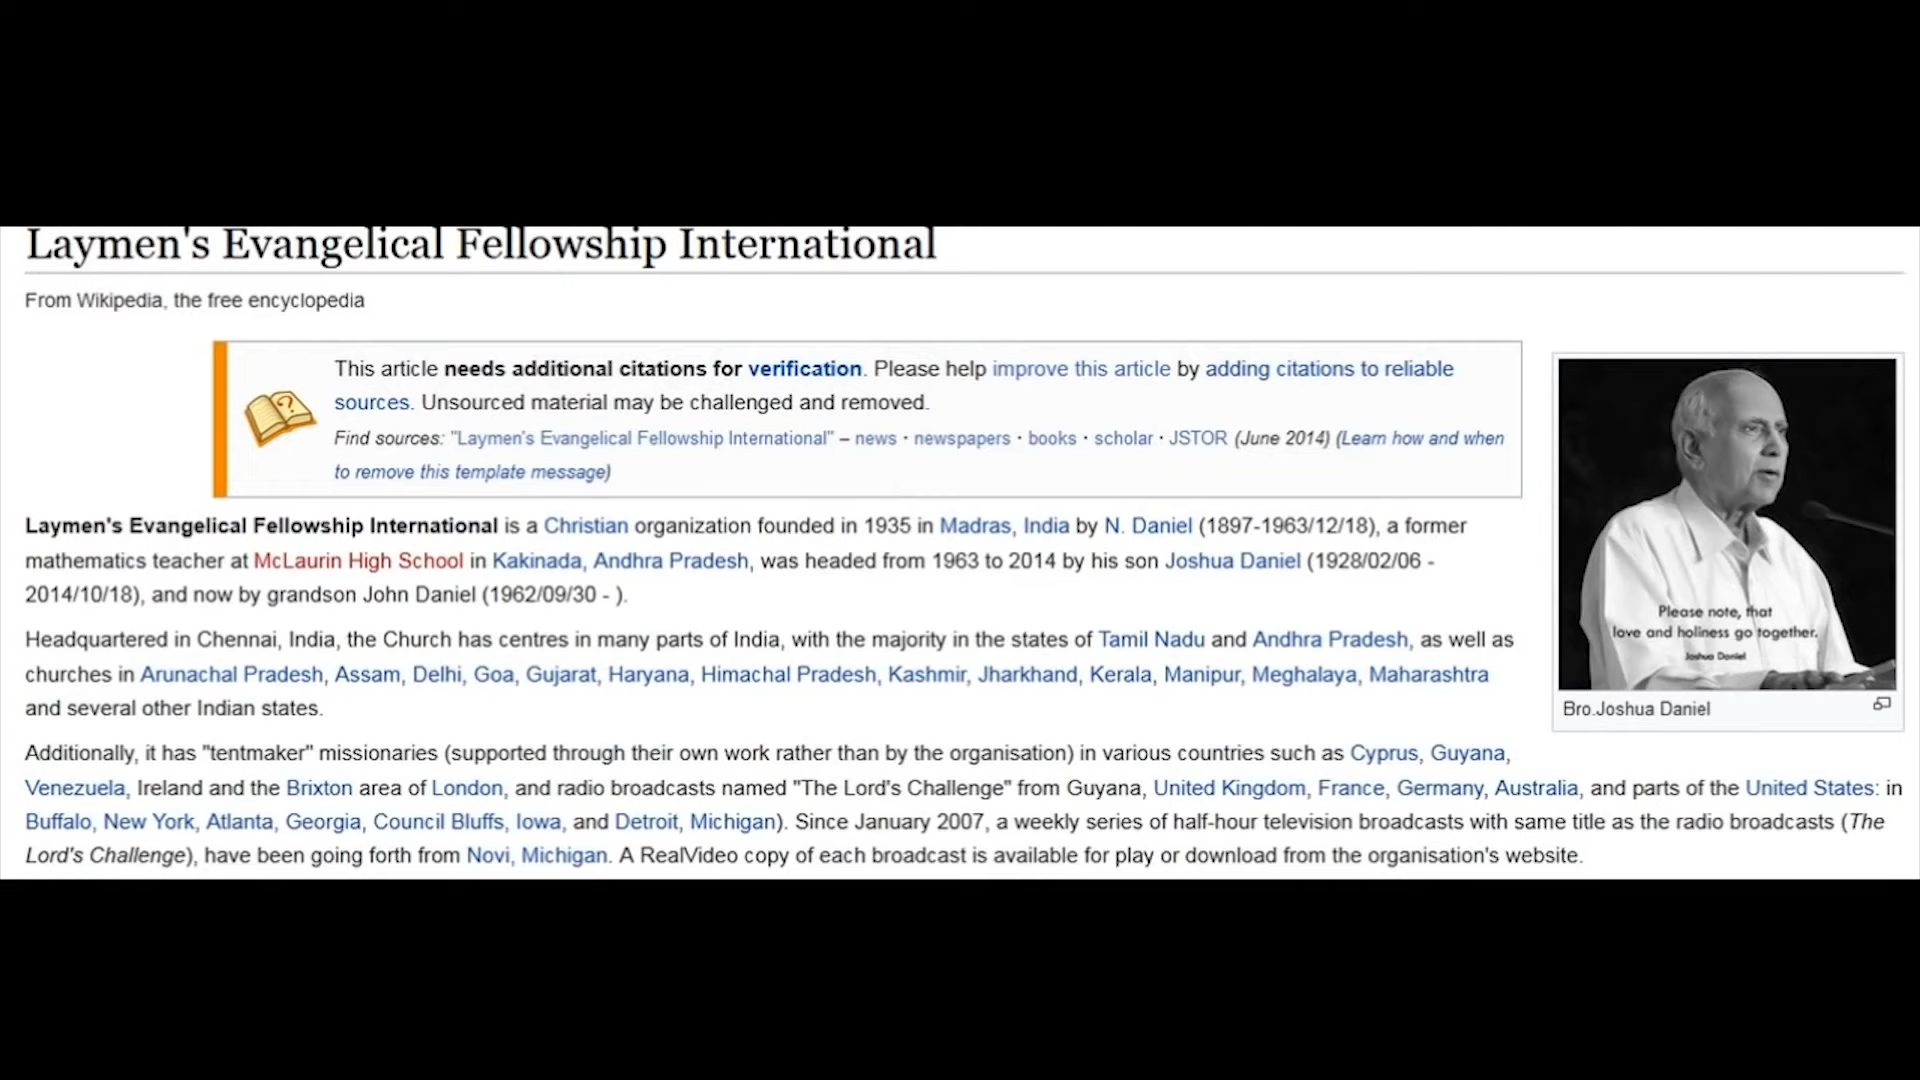 Laymen's Evangelical Fellowship International
From Wikipedia, the free encyclopedia
This article needs additional citations for verification. Please help improve this article by adding citations to reliable
sources. Unsourced material may be challenged and removed.
Find sources: "Laymen's Evangelical Fellowship International" – news · newspapers · books · scholar · JSTOR (June 2014) (Learn how and when
to remove this template message)
Laymen's Evangelical Fellowship International is a Christian organization founded in 1935 in Madras, India by N. Daniel (1897-1963/12/18), a former
mathematics teacher at McLaurin High School in Kakinada, Andhra Pradesh, was headed from 1963 to 2014 by his son Joshua Daniel (1928/02/06 -
2014/10/18), and now by grandson John Daniel (1962/09/30 - ).
Headquartered in Chennai, India, the Church has centres in many parts of India, with the majority in the states of Tamil Nadu and Andhra Pradesh, as well as
churches in Arunachal Pradesh, Assam, Delhi, Goa, Gujarat, Haryana, Himachal Pradesh, Kashmir, Jharkhand, Kerala, Manipur, Meghalaya, Maharashtra
and several other Indian states.
Please note, that
love and holiness go together.
Joshua Daniel
Bro.Joshua Daniel
Additionally, it has "tentmaker" missionaries (supported through their own work rather than by the organisation) in various countries such as Cyprus, Guyana,
Venezuela, Ireland and the Brixton area of London, and radio broadcasts named "The Lord's Challenge" from Guyana, United Kingdom, France, Germany, Australia, and parts of the United States: in
Buffalo, New York, Atlanta, Georgia, Council Bluffs, Iowa, and Detroit, Michigan). Since January 2007, a weekly series of half-hour television broadcasts with same title as the radio broadcasts (The
Lord's Challenge), have been going forth from Novi, Michigan. A RealVideo copy of each broadcast is available for play or download from the organisation's website.